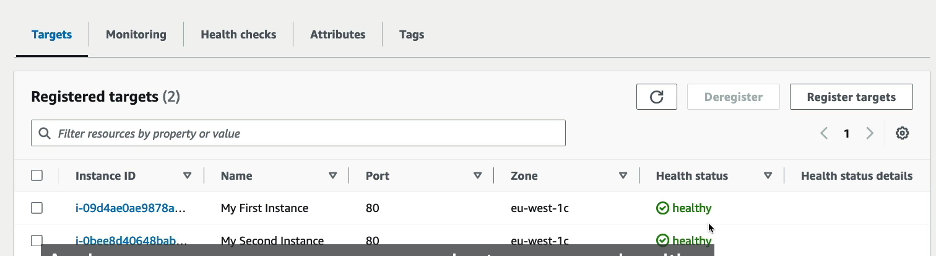 Targets Monitoring Health checks Attributes Tags
Registered targets (2) Deregister Register targets
Filter resources by property or value 1
Instance ID Name Port Zone Health status Health status details
i-09d4ae0ae9878a... My First Instance 80 eu-west-1c healthy
i-0bee8d40648bab... My Second Instance 80 eu-west-1c healthy